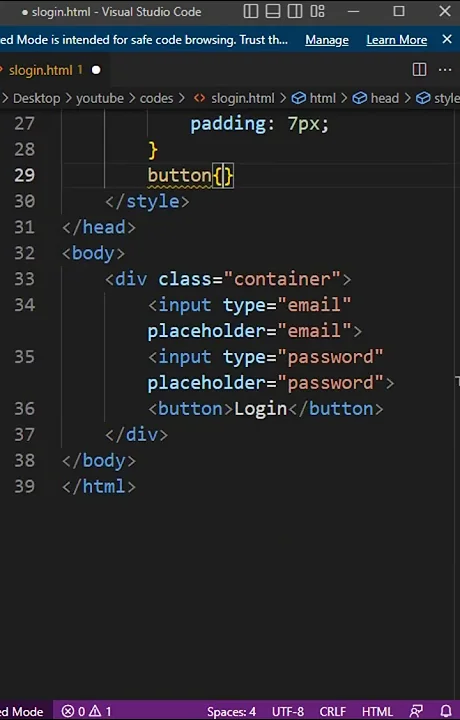 slogin.html - Visual Studio Code
ed Mode is intended for safe code browsing. Trust th... Manage Learn More
slogin.html 1
> Desktop > youtube > codes > slogin.html > html > head > style
27 padding: 7px;
28 }
29 button{}
30 </style>
31 </head>
32 <body>
33 <div class="container">
34 <input type="email"
placeholder="email">
35 <input type="password"
placeholder="password">
36 <button>Login</button>
37 </div>
38 </body>
39 </html>
ed Mode 0 1 Spaces: 4 UTF-8 CRLF HTML